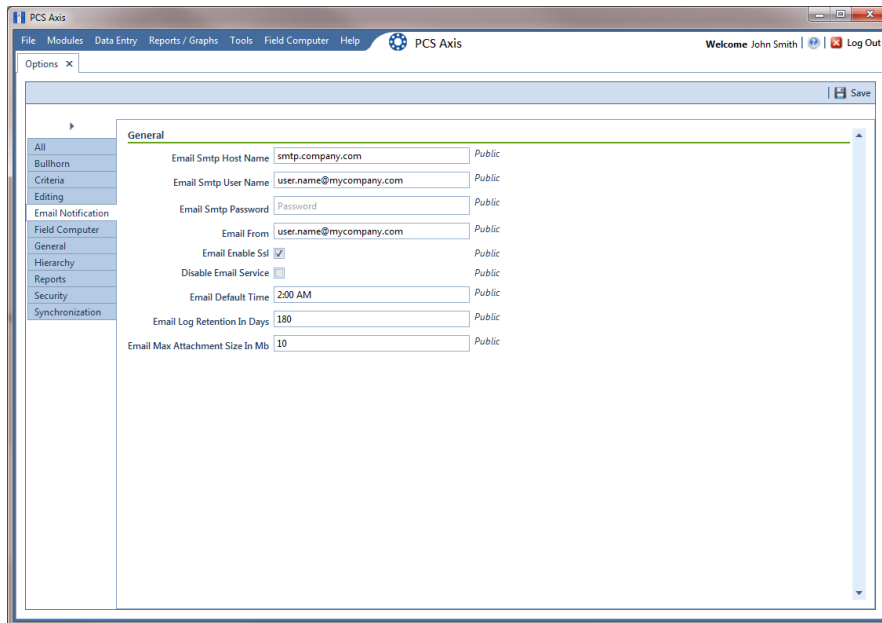 PCS Axis
File Modules Data Entry Reports / Graphs Tools Field Computer Help PCS Axis Welcome John Smith Log Out
Options
Save
All
Bullhorn
Criteria
Editing
Email Notification
Field Computer
General
Hierarchy
Reports
Security
Synchronization
General
Email Smtp Host Name smtp.company.com Public
Email Smtp User Name user.name@mycompany.com Public
Email Smtp Password Password Public
Email From user.name@mycompany.com Public
Email Enable Ssl Public
Disable Email Service Public
Email Default Time 2:00 AM Public
Email Log Retention In Days 180 Public
Email Max Attachment Size In Mb 10 Public